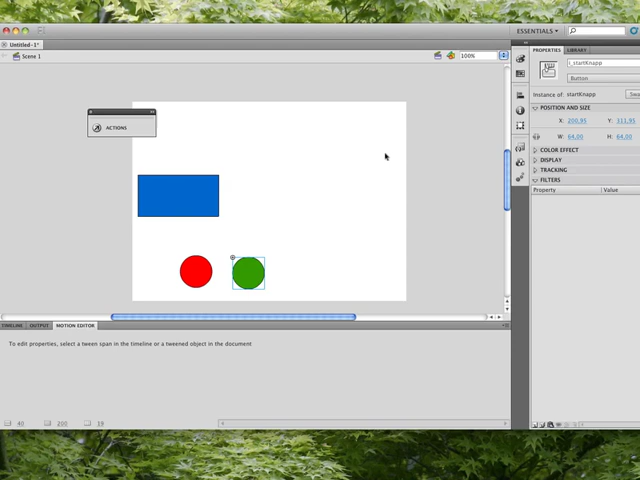 ESSENTIALS
Untitled-1*
Scene 1
100%
PROPERTIES
LIBRARY
i_startKnapp
Button
Instance of: startKnapp
Swa
POSITION AND SIZE
X: 200,95
Y: 311,95
W: 64,00
H: 64,00
COLOR EFFECT
DISPLAY
TRACKING
FILTERS
Property
Value
ACTIONS
TIMELINE
OUTPUT
MOTION EDITOR
To edit properties, select a tween span in the timeline or a tweened object in the document
40
200
19